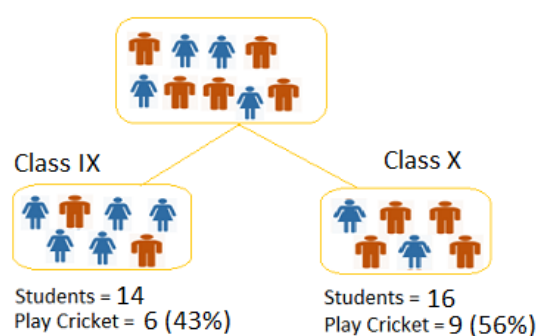 Class IX
Students = 14
Play Cricket = 6 (43%)
Class X
Students = 16
Play Cricket = 9 (56%)